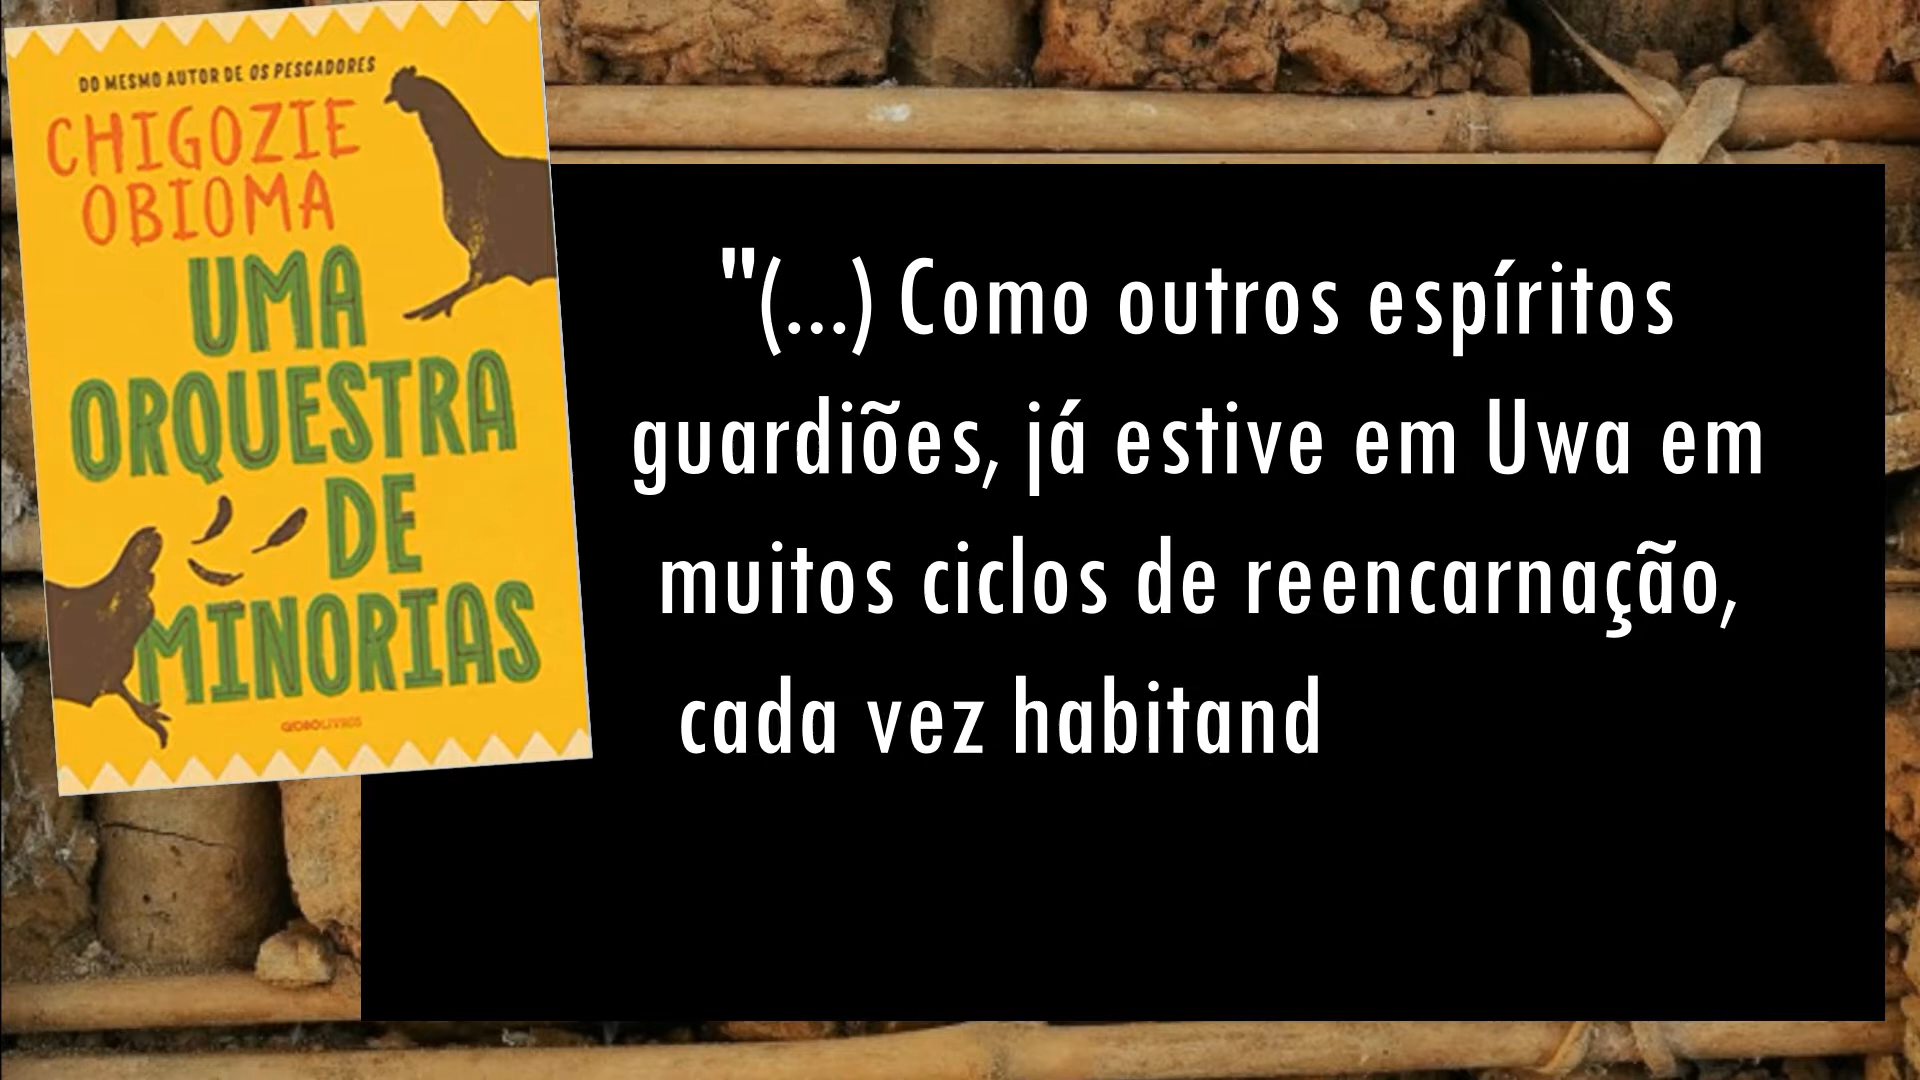 DO MESMO AUTOR DE OS PESCADORES
CHIGOZIE
OBIOMA
UMA
ORQUESTRA
DE
MINORIAS
GLOBOLIVROS
"(...) Como outros espíritos
guardiões, já estive em Uwa em
muitos ciclos de reencarnação,
cada vez habitand